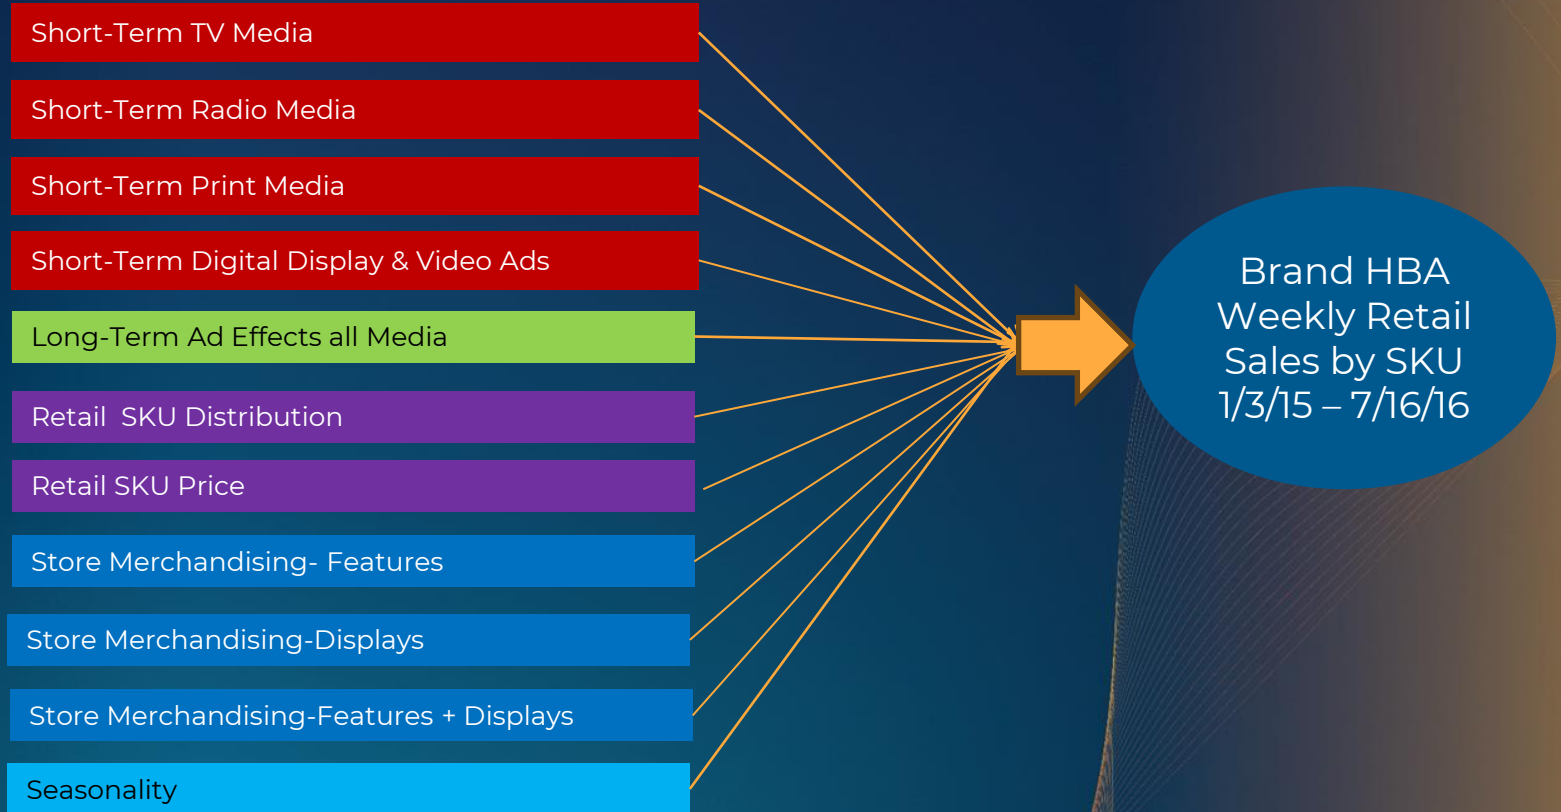 Short-Term TV Media
Short-Term Radio Media
Short-Term Print Media
Short-Term Digital Display & Video Ads
Long-Term Ad Effects all Media
Retail  SKU Distribution
Retail SKU Price
Store Merchandising- Features
Store Merchandising-Displays
Store Merchandising-Features + Displays
Seasonality
Brand HBA
Weekly Retail
Sales by SKU
1/3/15 – 7/16/16